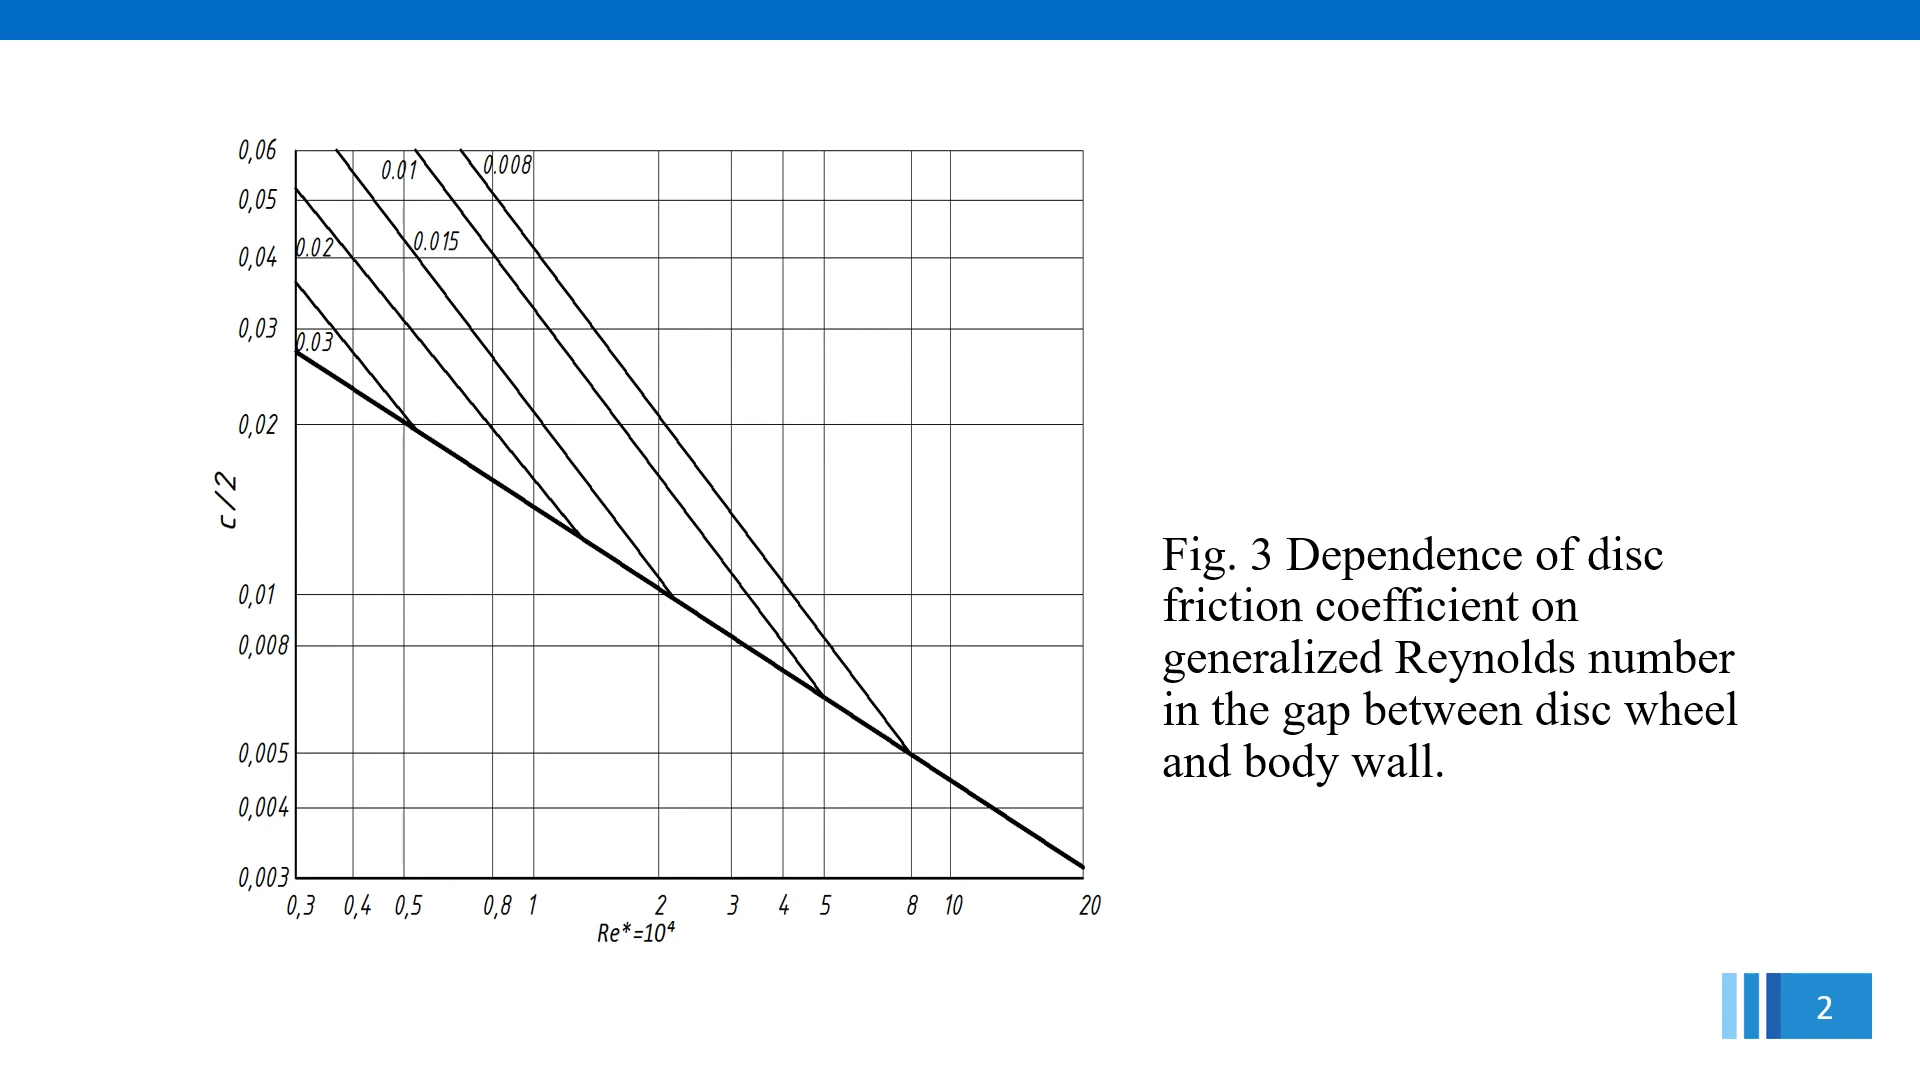 0,06
0.01
0.008
0,05
0.02
0.015
0,04
0,03
0.03
0,02
c/2
0,01
0,008
0,005
0,004
0,003
0,3 0,4 0,5 0,8 1 2 3 4 5 8 10 20
Re*=10⁴
Fig. 3 Dependence of disc
friction coefficient on
generalized Reynolds number
in the gap between disc wheel
and body wall.
2